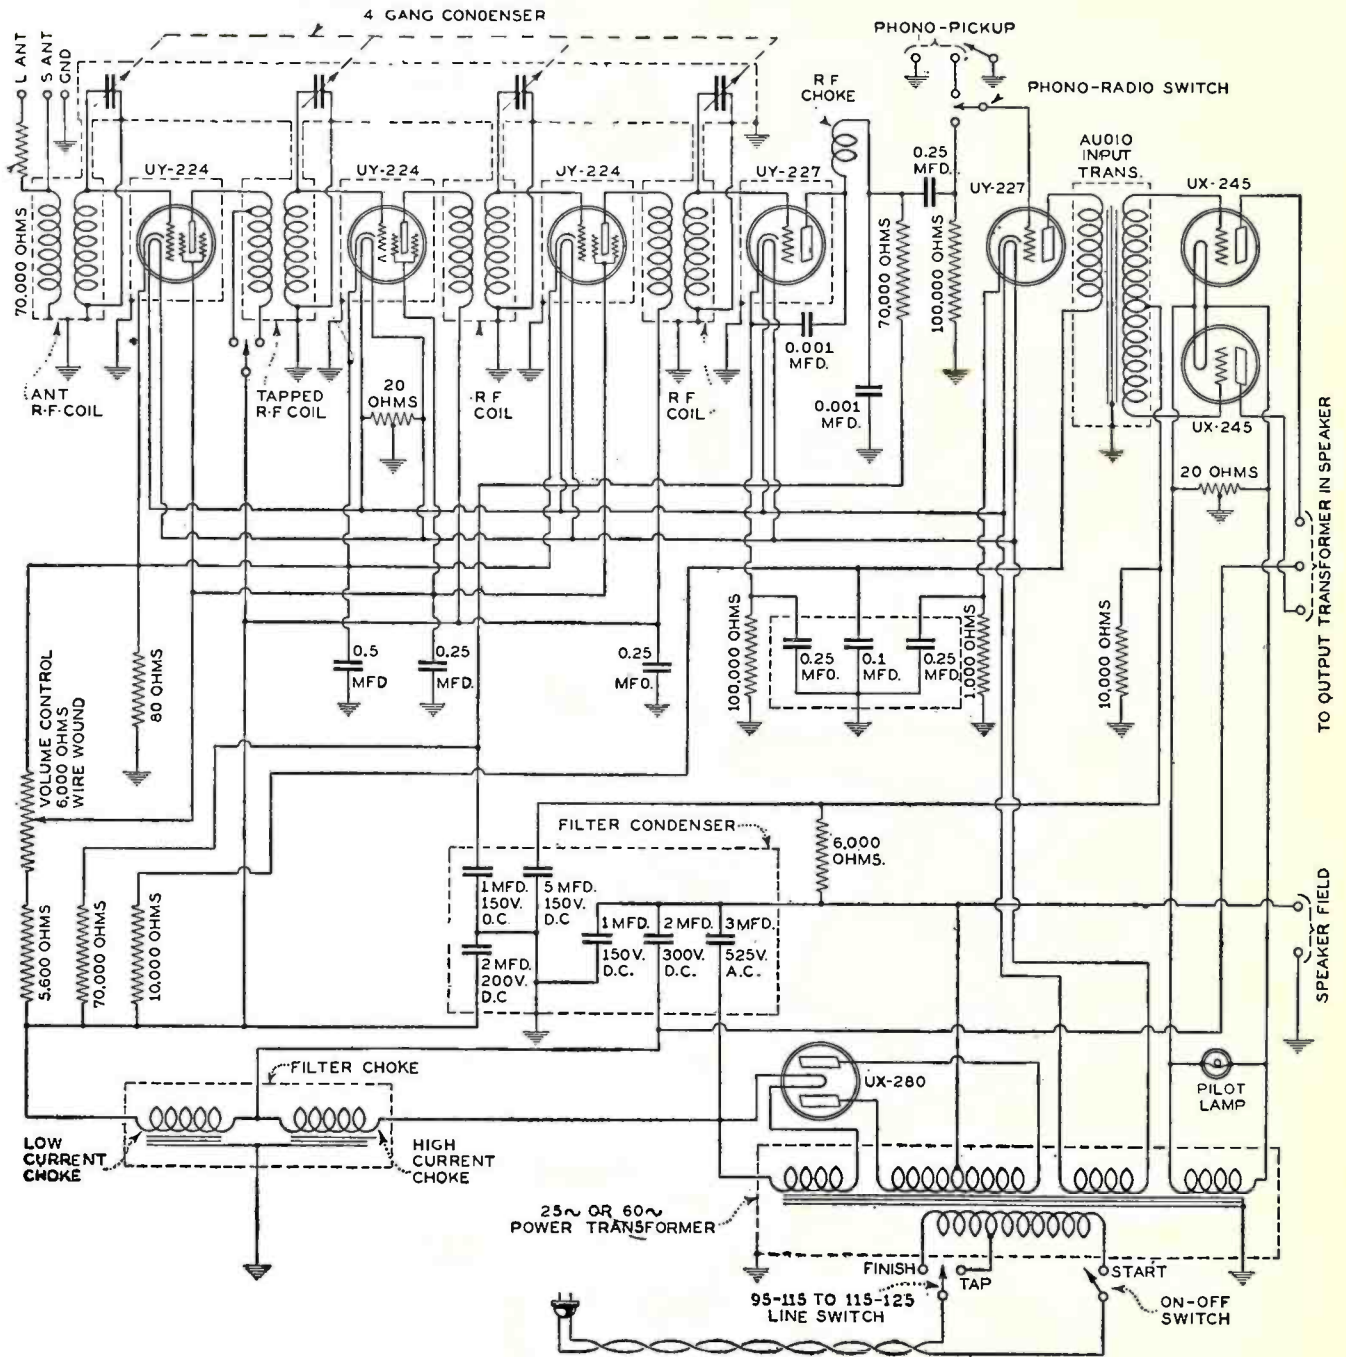 4 GANG CONDENSER
L ANT
S ANT
GND
PHONO-PICKUP
R F
CHOKE
PHONO-RADIO SWITCH
AUDIO
INPUT
TRANS.
0.25
MFD.
UY-224
UY-224
UY-224
UY-227
UY-227
UX-245
70,000 OHMS
70,000 OHMS
100,000 OHMS
0.001
MFD.
ANT
R·F·COIL
TAPPED
R·F·COIL
20
OHMS
R F
COIL
R F
COIL
0.001
MFD.
UX-245
20 OHMS
TO OUTPUT TRANSFORMER IN SPEAKER
80 OHMS
0.5
MFD
0.25
MFD.
0.25
MFD.
100,000 OHMS
0.25
MFD.
0.1
MFD.
0.25
MFD
1,000 OHMS
10,000 OHMS
VOLUME CONTROL
6,000 OHMS
WIRE WOUND
FILTER CONDENSER
6,000
OHMS.
5,600 OHMS
70,000 OHMS
10,000 OHMS
1 MFD.
150V.
D.C
5 MFD.
150V.
D.C
2 MFD.
200V.
D.C
1 MFD.
150V.
D.C.
2 MFD.
300V.
D.C.
3 MFD.
525V.
A.C.
SPEAKER FIELD
FILTER CHOKE
UX-280
PILOT
LAMP
LOW
CURRENT
CHOKE
HIGH
CURRENT
CHOKE
25~ OR 60~
POWER TRANSFORMER
FINISH
TAP
START
95-115 TO 115-125
LINE SWITCH
ON-OFF
SWITCH